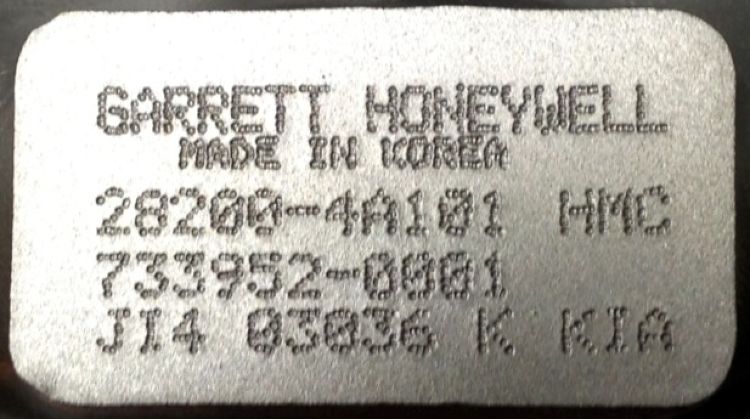 GARRETT HONEYWELL
MADE IN KOREA
28200-4A101 HMC
733952-0001
JI4 03036 K KIA